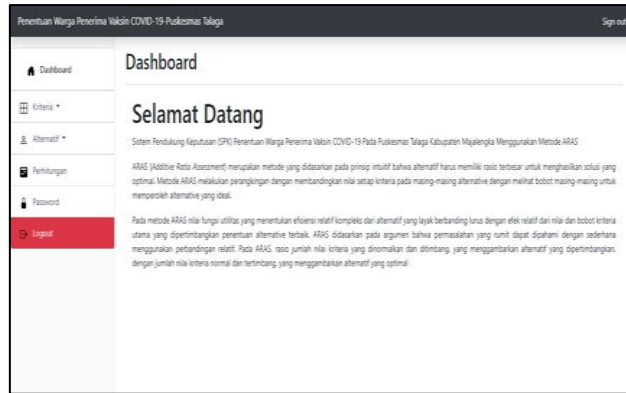 Penentuan Warga Penerima Vaksin COVID-19-Puskesmas Talaga
Sign out
Dashboard
Kriteria
Alternatif
Perhitungan
Password
Logout
Dashboard
Selamat Datang
Sistem Pendukung Keputusan (SPK) Penentuan Warga Penerima Vaksin COVID-19 Pada Puskesmas Talaga Kabupaten Majalengka Menggunakan Metode ARAS
ARAS (Additive Ratio Assessment) merupakan metode yang didasarkan pada prinsip intuitif bahwa alternatif harus memiliki rasio terbesar untuk menghasilkan solusi yang
optimal. Metode ARAS melakukan perangkingan dengan membandingkan nilai setiap kriteria pada masing-masing alternative dengan melihat bobot masing-masing untuk
memperoleh alternative yang ideal.
Pada metode ARAS nilai fungsi utilitas yang menentukan efisiensi relatif kompleks dari alternatif yang layak berbanding lurus dengan efek relatif dari nilai dan bobot kriteria
utama yang dipertimbangkan penentuan alternative terbaik. ARAS didasarkan pada argumen bahwa permasalahan yang rumit dapat dipahami dengan sederhana
menggunakan perbandingan relatif. Pada ARAS, rasio jumlah nilai kriteria yang dinormalkan dan ditimbang, yang menggambarkan alternatif yang dipertimbangkan,
dengan jumlah nilai kriteria normal dan tertimbang, yang menggambarkan alternatif yang optimal